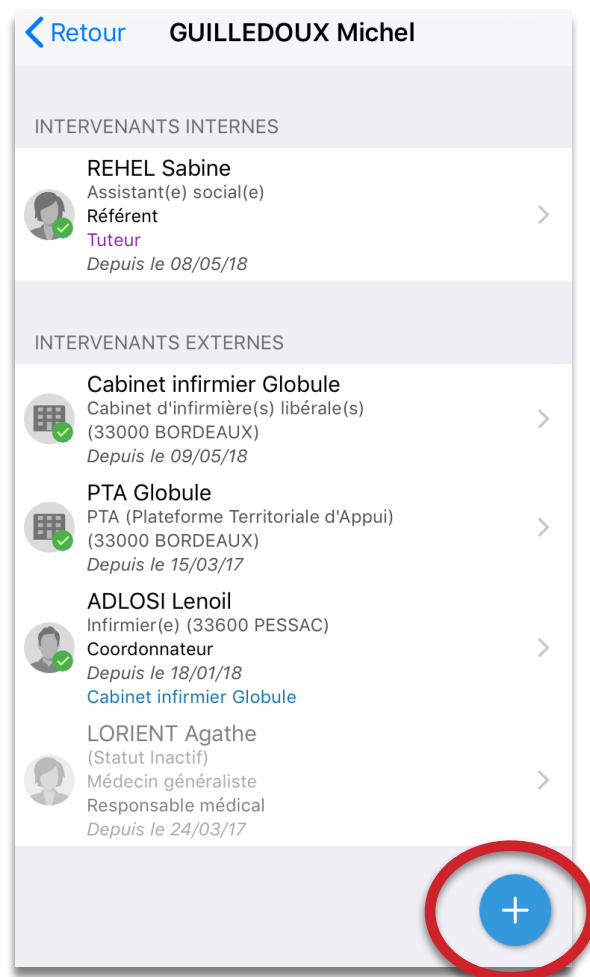 Retour GUILLEDOUX Michel
INTERVENANTS INTERNES
REHEL Sabine
Assistant(e) social(e)
Référent
Tuteur
Depuis le 08/05/18
INTERVENANTS EXTERNES
Cabinet infirmier Globule
Cabinet d'infirmière(s) libérale(s)
(33000 BORDEAUX)
Depuis le 09/05/18
PTA Globule
PTA (Plateforme Territoriale d'Appui)
(33000 BORDEAUX)
Depuis le 15/03/17
ADLOSI Lenoil
Infirmier(e) (33600 PESSAC)
Coordonnateur
Depuis le 18/01/18
Cabinet infirmier Globule
LORIENT Agathe
(Statut Inactif)
Médecin généraliste
Responsable médical
Depuis le 24/03/17
+